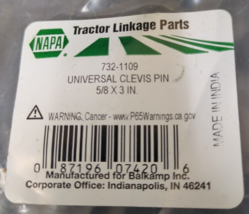 NAPA
Tractor Linkage Parts
732-1109
UNIVERSAL CLEVIS PIN
5/8 X 3 IN.
WARNING, Cancer - www.P65Warnings.ca.gov
MADE IN INDIA
0 87196 07420 6
Manufactured for Balkamp Inc.
Corporate Office: Indianapolis, IN 46241